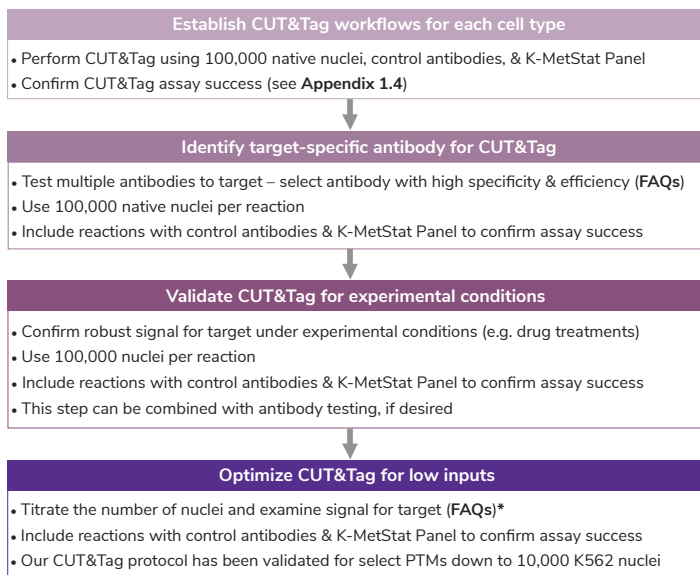 Establish CUT&Tag workflows for each cell type
• Perform CUT&Tag using 100,000 native nuclei, control antibodies, & K-MetStat Panel
• Confirm CUT&Tag assay success (see Appendix 1.4)
Identify target-specific antibody for CUT&Tag
• Test multiple antibodies to target – select antibody with high specificity & efficiency (FAQs)
• Use 100,000 native nuclei per reaction
• Include reactions with control antibodies & K-MetStat Panel to confirm assay success
Validate CUT&Tag for experimental conditions
• Confirm robust signal for target under experimental conditions (e.g. drug treatments)
• Use 100,000 nuclei per reaction
• Include reactions with control antibodies & K-MetStat Panel to confirm assay success
• This step can be combined with antibody testing, if desired
Optimize CUT&Tag for low inputs
• Titrate the number of nuclei and examine signal for target (FAQs)*
• Include reactions with control antibodies & K-MetStat Panel to confirm assay success
• Our CUT&Tag protocol has been validated for select PTMs down to 10,000 K562 nuclei